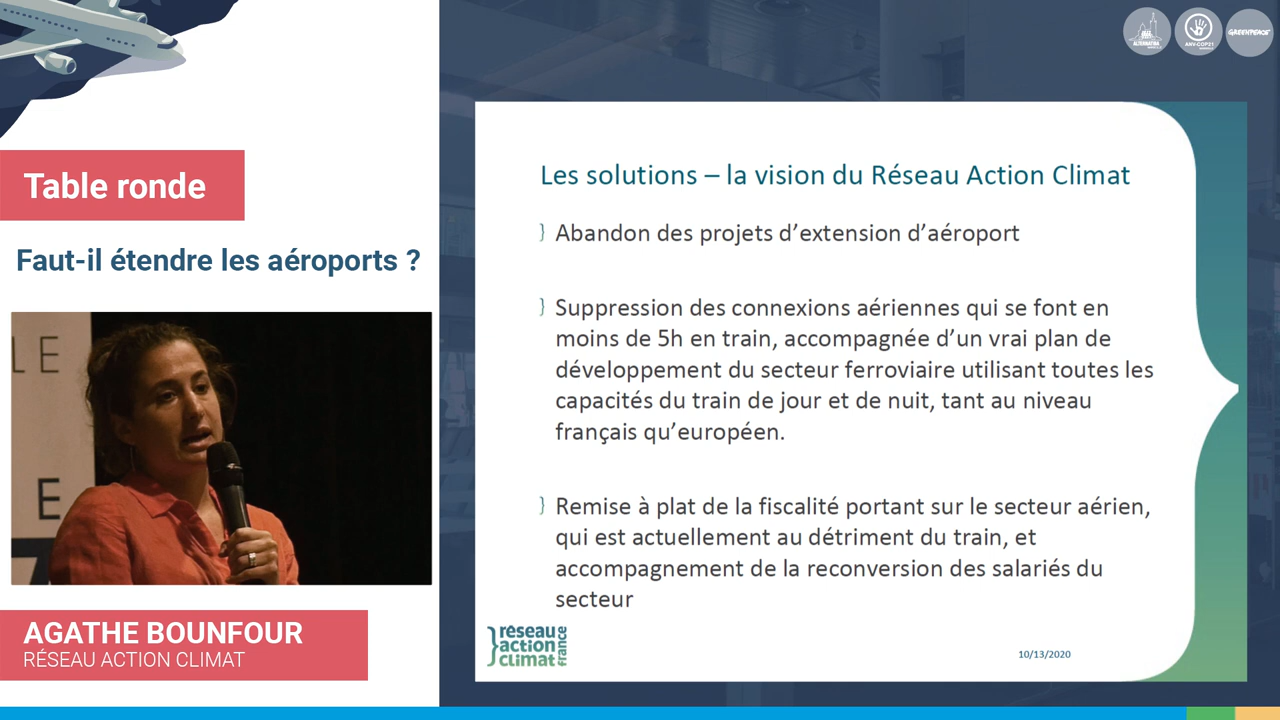 Table ronde
Faut-il étendre les aéroports ?
LE
E
AGATHE BOUNFOUR
RÉSEAU ACTION CLIMAT
ALTERNATIBA
ANV-COP21
GREENPEACE
Les solutions – la vision du Réseau Action Climat
Abandon des projets d’extension d’aéroport
Suppression des connexions aériennes qui se font en
moins de 5h en train, accompagnée d’un vrai plan de
développement du secteur ferroviaire utilisant toutes les
capacités du train de jour et de nuit, tant au niveau
français qu’européen.
Remise à plat de la fiscalité portant sur le secteur aérien,
qui est actuellement au détriment du train, et
accompagnement de la reconversion des salariés du
secteur
réseau
action
climat
france
10/13/2020